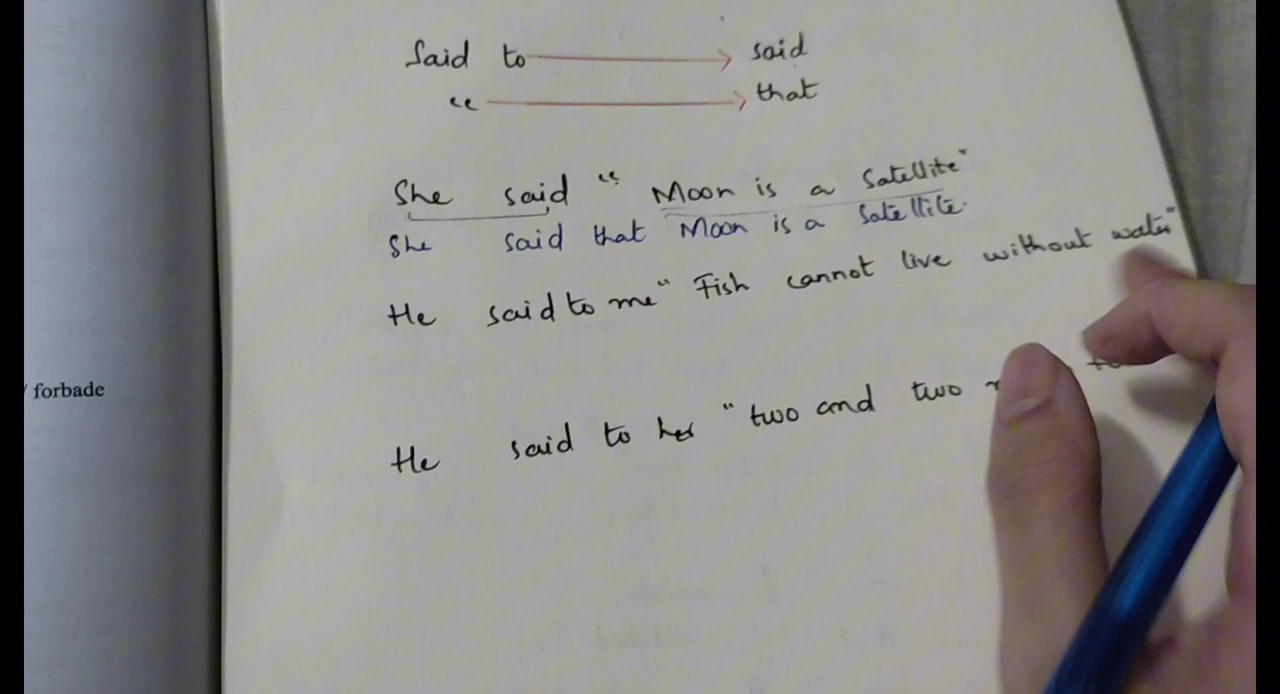 Said to → said
“ → that
She said “ Moon is a Satellite”
She said that Moon is a Satellite.
He said to me “ Fish cannot live without water”
/ forbade
He said to her “ two and two